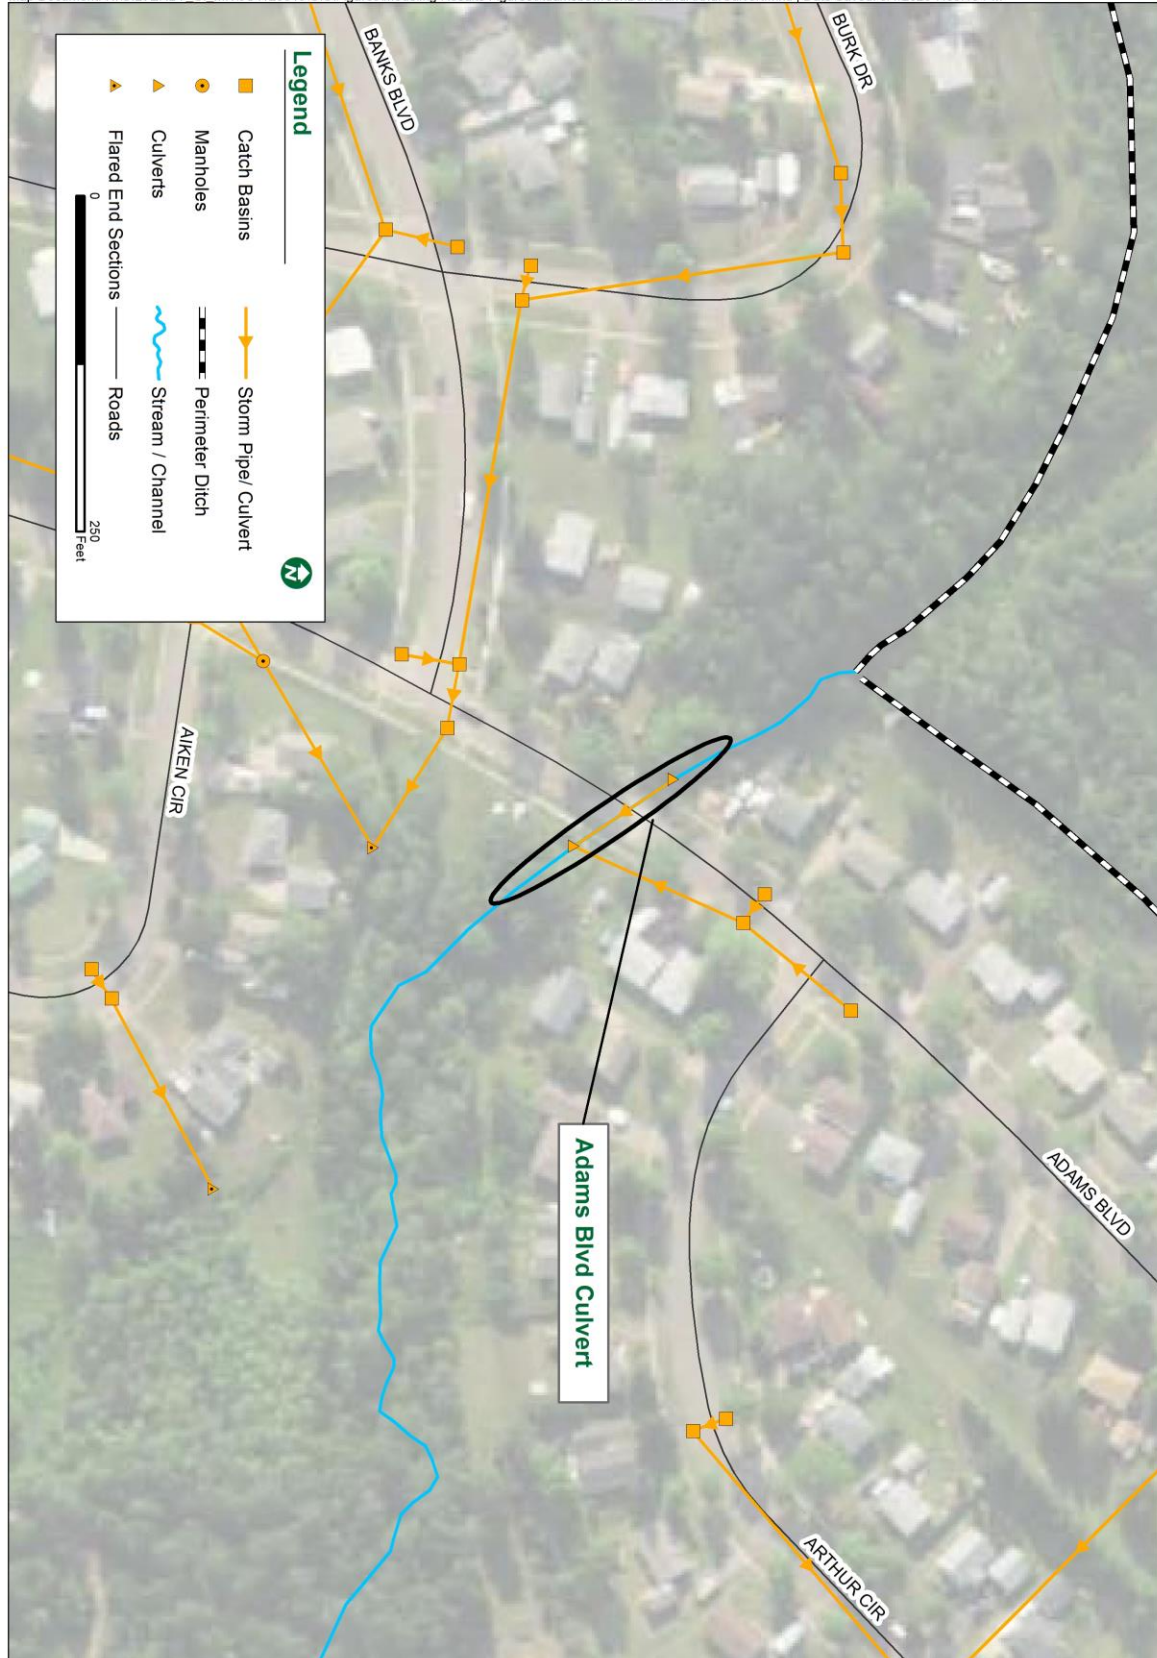 BANKS BLVD
BURK DR
Legend
Catch Basins
Manholes
Culverts
Flared End Sections
Storm Pipe/ Culvert
Perimeter Ditch
Stream / Channel
Roads
0
250
Feet
N
AIKEN CIR
Adams Blvd Culvert
ADAMS BLVD
ARTHUR CIR